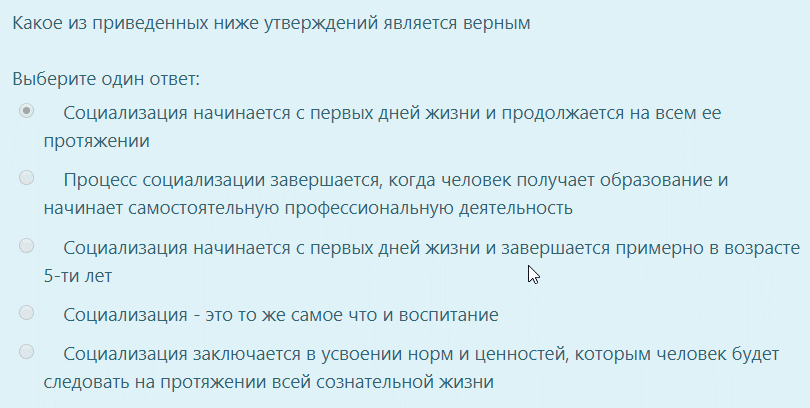 Какое из приведенных ниже утверждений является верным
Выберите один ответ:
Социализация начинается с первых дней жизни и продолжается на всем ее
протяжении
Процесс социализации завершается, когда человек получает образование и
начинает самостоятельную профессиональную деятельность
Социализация начинается с первых дней жизни и завершается примерно в возрасте
5-ти лет
Социализация - это то же самое что и воспитание
Социализация заключается в усвоении норм и ценностей, которым человек будет
следовать на протяжении всей сознательной жизни